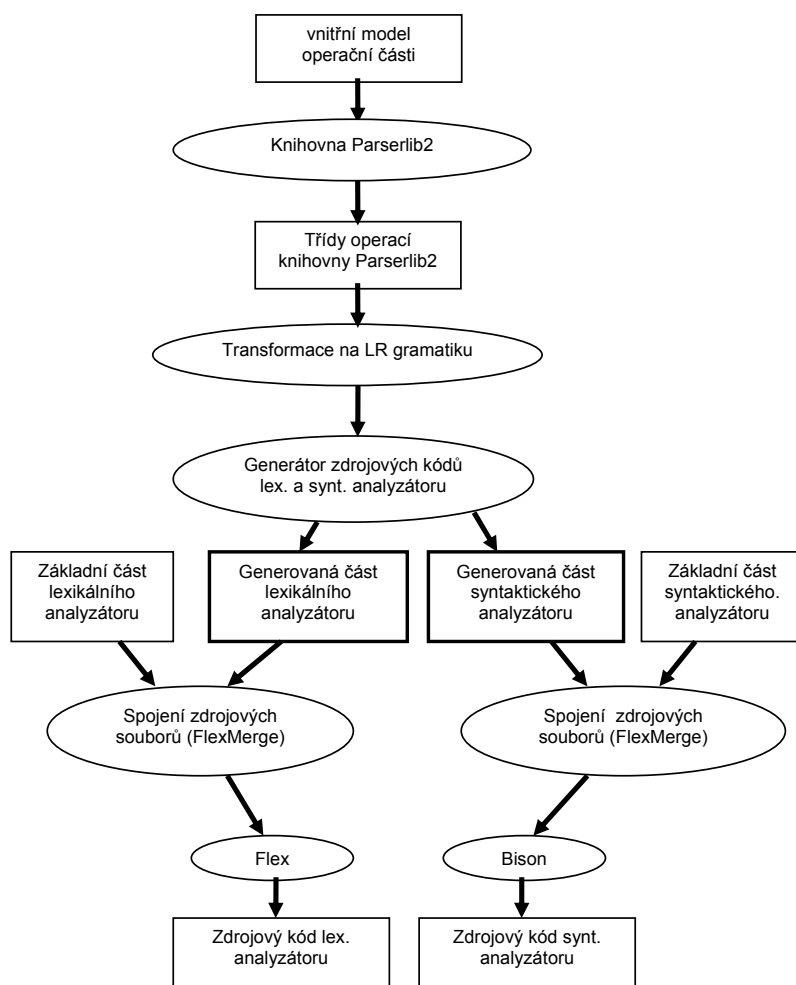 vnitřní model
operační části
Knihovna Parserlib2
Třídy operací
knihovny Parserlib2
Transformace na LR gramatiku
Generátor zdrojových kódů
lex. a synt. analyzátoru
Základní část
lexikálního
analyzátoru
Generovaná část
lexikálního
analyzátoru
Generovaná část
syntaktického
analyzátoru
Základní část
syntaktického.
analyzátoru
Spojení zdrojových
souborů (FlexMerge)
Spojení  zdrojových
souborů (FlexMerge)
Flex
Bison
Zdrojový kód lex.
analyzátoru
Zdrojový kód synt.
analyzátoru